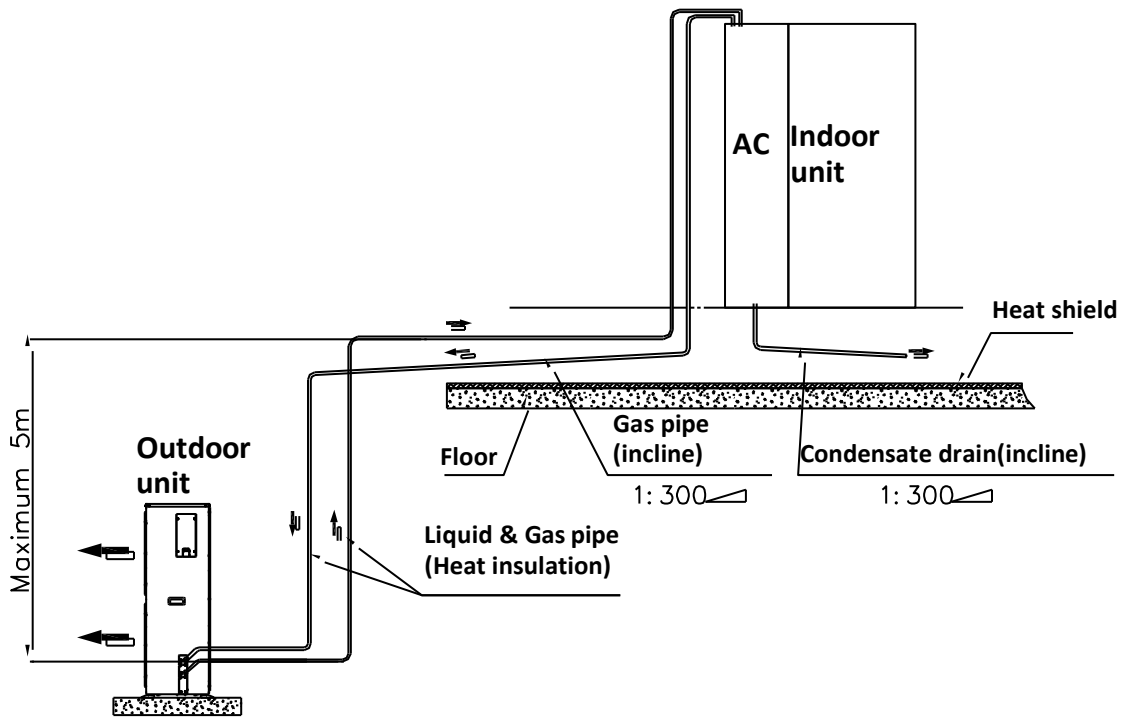 AC
Indoor
unit
Heat shield
Maximum 5m
Outdoor
unit
Floor
Gas pipe
(incline)
1:300
Condensate drain(incline)
1:300
Liquid & Gas pipe
(Heat insulation)